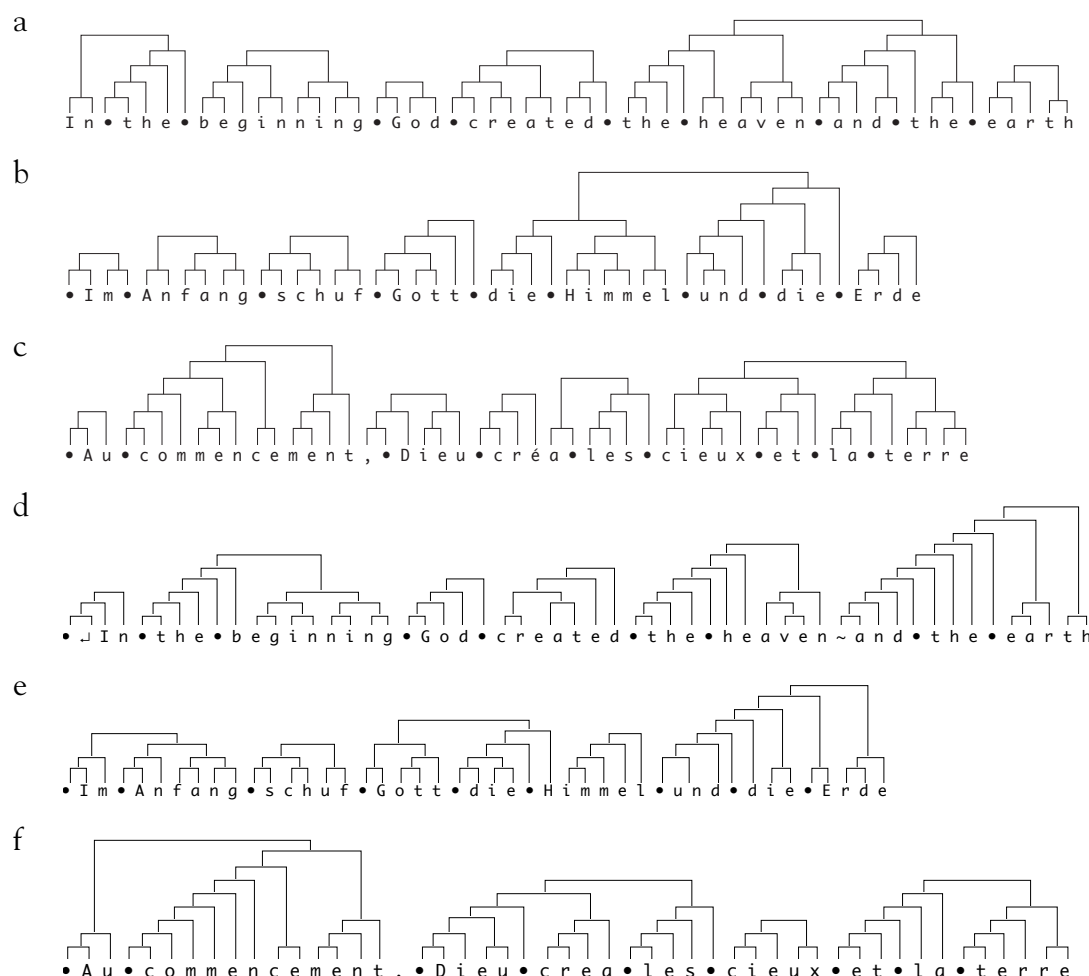 a
In•the•beginning•God•created•the•heaven•and•the•earth
b
•Im•Anfang•schuf•Gott•die•Himmel•und•die•Erde
c
•Au•commencement,•Dieu•créa•les•cieux•et•la•terre
d
•↵In•the•beginning•God•created•the•heaven~and•the•earth
e
•Im•Anfang•schuf•Gott•die•Himmel•und•die•Erde
f
•Au•commencement,•Dieu•crea•les•cieux•et•la•terre